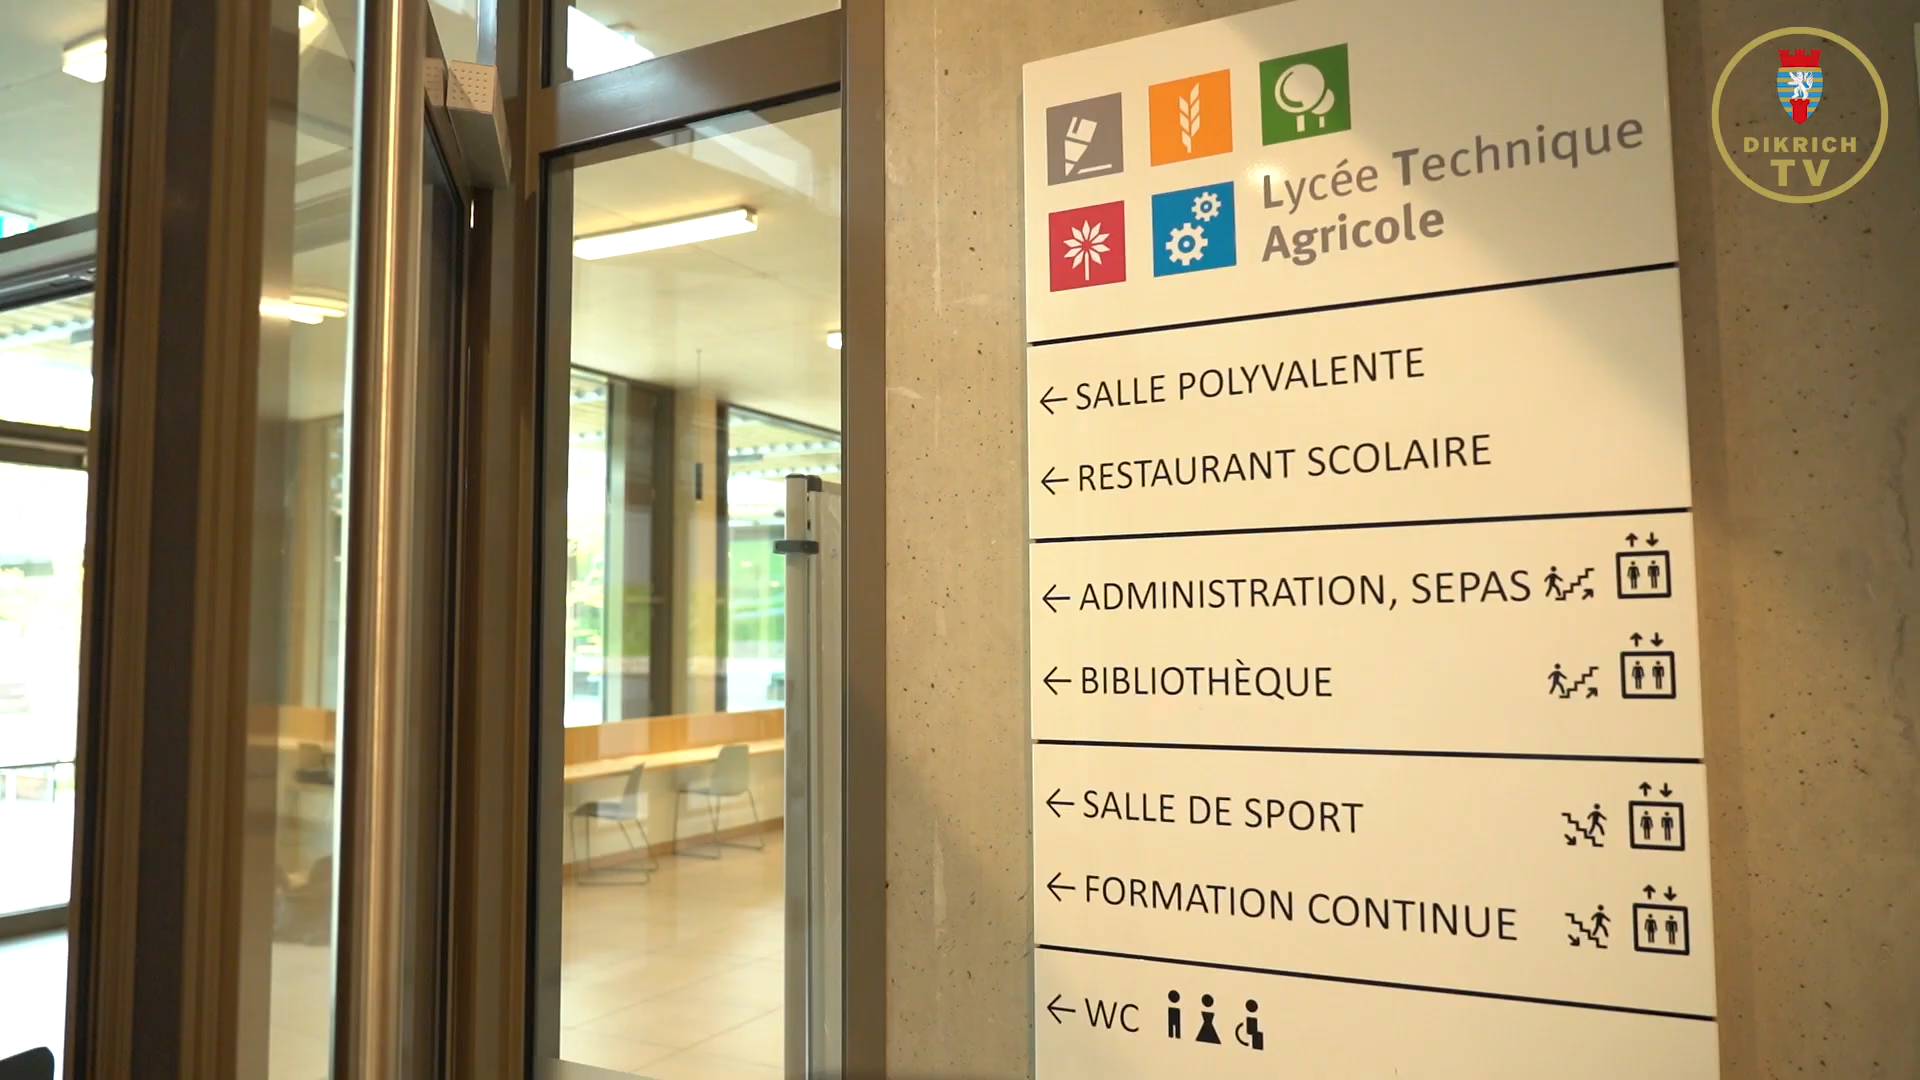 DIKRICH
TV
Lycée Technique
Agricole
← SALLE POLYVALENTE
← RESTAURANT SCOLAIRE
← ADMINISTRATION, SEPAS
← BIBLIOTHÈQUE
← SALLE DE SPORT
← FORMATION CONTINUE
← WC